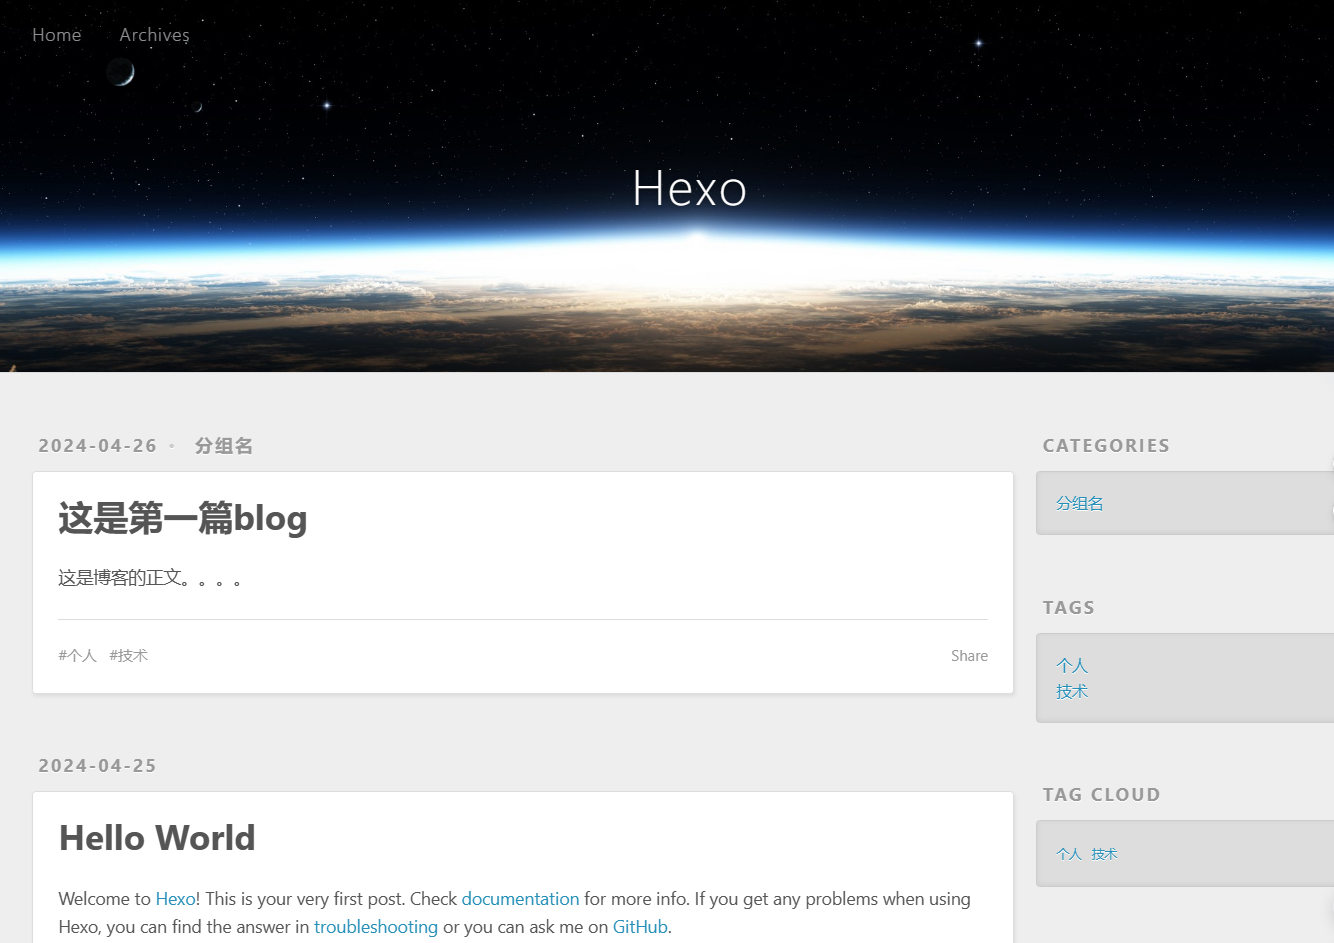 Home Archives
Hexo
2024-04-26 • 分组名
这是第一篇blog
这是博客的正文。。。。
#个人 #技术 Share
2024-04-25
Hello World
Welcome to Hexo! This is your very first post. Check documentation for more info. If you get any problems when using
Hexo, you can find the answer in troubleshooting or you can ask me on GitHub.
CATEGORIES
分组名
TAGS
个人
技术
TAG CLOUD
个人 技术